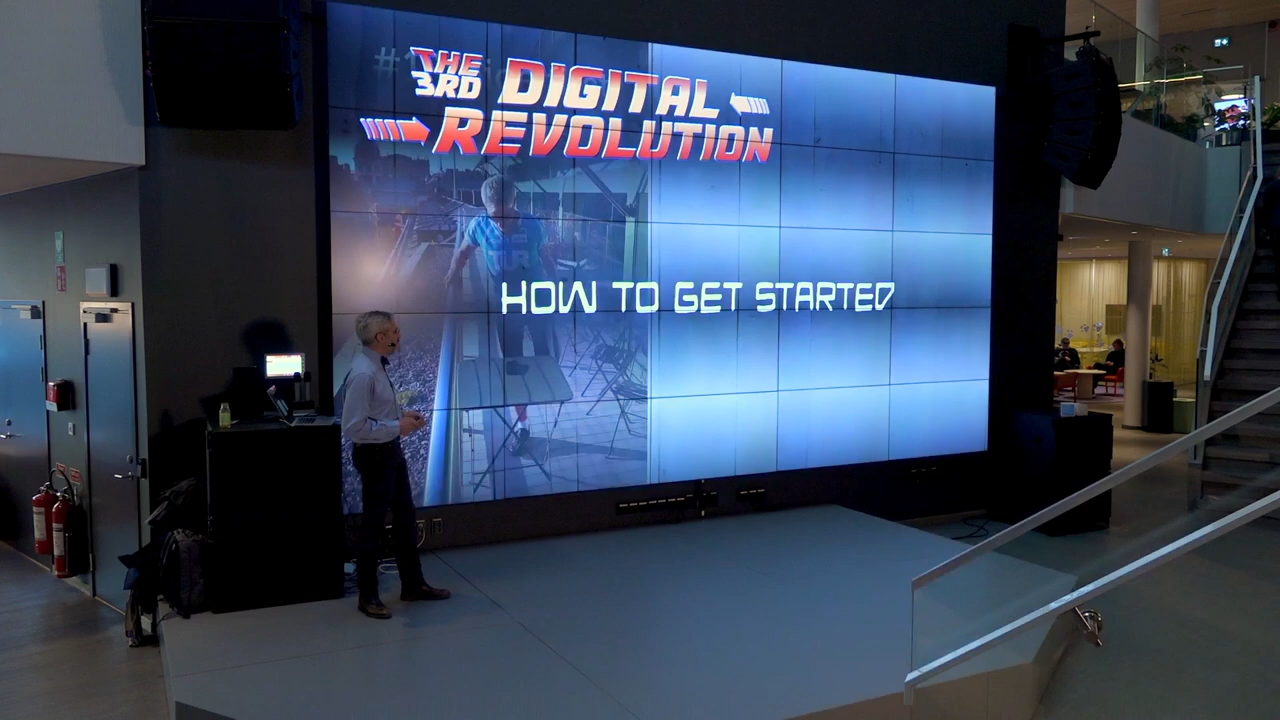 THE
3RD DIGITAL
REVOLUTION
HOW TO GET STARTED